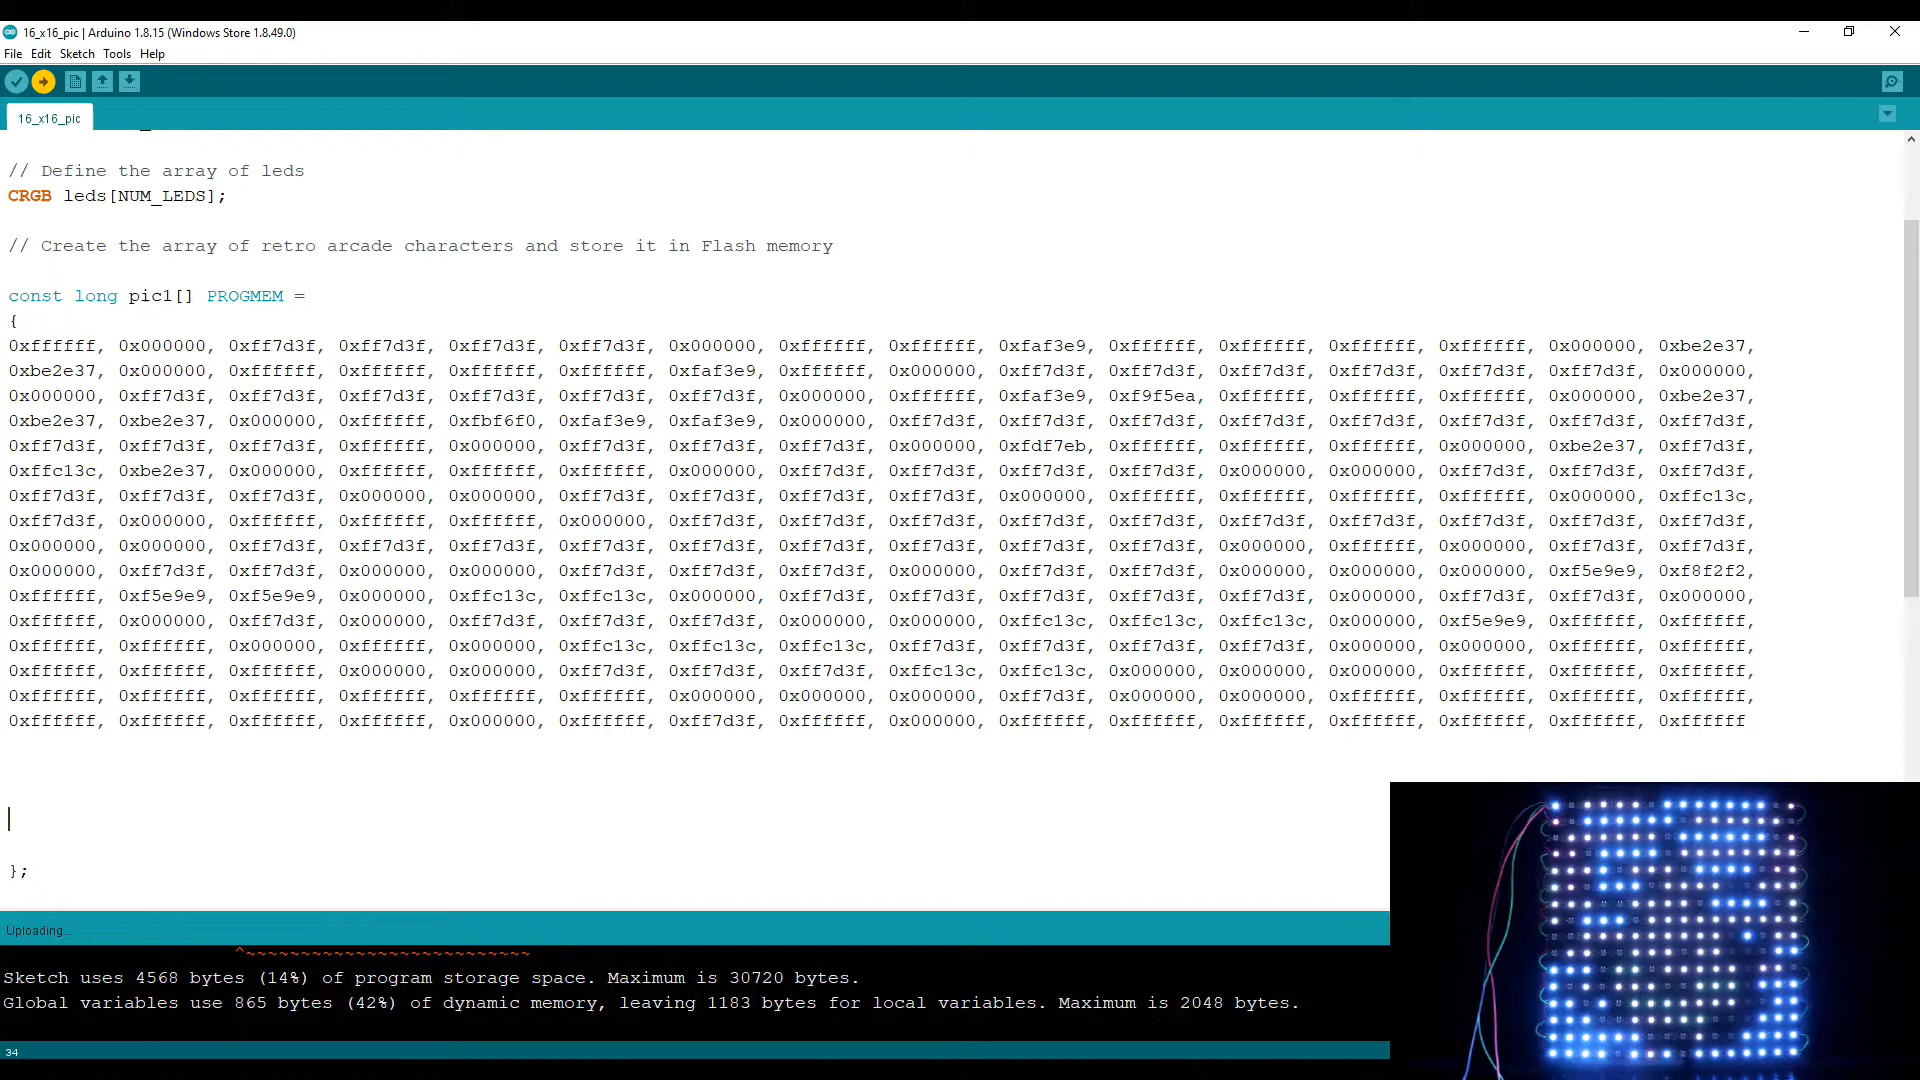 16_x16_pic | Arduino 1.8.15 (Windows Store 1.8.49.0)
File Edit Sketch Tools Help
16_x16_pic
// Define the array of leds
CRGB leds[NUM_LEDS];
// Create the array of retro arcade characters and store it in Flash memory
const long pic1[] PROGMEM =
{
0xffffff, 0x000000, 0xff7d3f, 0xff7d3f, 0xff7d3f, 0xff7d3f, 0x000000, 0xffffff, 0xffffff, 0xfaf3e9, 0xffffff, 0xffffff, 0xffffff, 0xffffff, 0x000000, 0xbe2e37,
0xbe2e37, 0x000000, 0xffffff, 0xffffff, 0xffffff, 0xffffff, 0xfaf3e9, 0xffffff, 0x000000, 0xff7d3f, 0xff7d3f, 0xff7d3f, 0xff7d3f, 0xff7d3f, 0xff7d3f, 0x000000,
0x000000, 0xff7d3f, 0xff7d3f, 0xff7d3f, 0xff7d3f, 0xff7d3f, 0xff7d3f, 0x000000, 0xffffff, 0xfaf3e9, 0xf9f5ea, 0xffffff, 0xffffff, 0xffffff, 0x000000, 0xbe2e37,
0xbe2e37, 0xbe2e37, 0x000000, 0xffffff, 0xfbf6f0, 0xfaf3e9, 0xfaf3e9, 0x000000, 0xff7d3f, 0xff7d3f, 0xff7d3f, 0xff7d3f, 0xff7d3f, 0xff7d3f, 0xff7d3f, 0xff7d3f,
0xff7d3f, 0xff7d3f, 0xff7d3f, 0xffffff, 0x000000, 0xff7d3f, 0xff7d3f, 0xff7d3f, 0x000000, 0xfdf7eb, 0xffffff, 0xffffff, 0xffffff, 0x000000, 0xbe2e37, 0xff7d3f,
0xffc13c, 0xbe2e37, 0x000000, 0xffffff, 0xffffff, 0xffffff, 0x000000, 0xff7d3f, 0xff7d3f, 0xff7d3f, 0xff7d3f, 0x000000, 0x000000, 0xff7d3f, 0xff7d3f, 0xff7d3f,
0xff7d3f, 0xff7d3f, 0xff7d3f, 0x000000, 0x000000, 0xff7d3f, 0xff7d3f, 0xff7d3f, 0xff7d3f, 0x000000, 0xffffff, 0xffffff, 0xffffff, 0xffffff, 0x000000, 0xffc13c,
0xff7d3f, 0x000000, 0xffffff, 0xffffff, 0xffffff, 0x000000, 0xff7d3f, 0xff7d3f, 0xff7d3f, 0xff7d3f, 0xff7d3f, 0xff7d3f, 0xff7d3f, 0xff7d3f, 0xff7d3f, 0xff7d3f,
0x000000, 0x000000, 0xff7d3f, 0xff7d3f, 0xff7d3f, 0xff7d3f, 0xff7d3f, 0xff7d3f, 0xff7d3f, 0xff7d3f, 0xff7d3f, 0x000000, 0xffffff, 0x000000, 0xff7d3f, 0xff7d3f,
0x000000, 0xff7d3f, 0xff7d3f, 0x000000, 0x000000, 0xff7d3f, 0xff7d3f, 0xff7d3f, 0x000000, 0xff7d3f, 0xff7d3f, 0x000000, 0x000000, 0x000000, 0xf5e9e9, 0xf8f2f2,
0xffffff, 0xf5e9e9, 0xf5e9e9, 0x000000, 0xffc13c, 0xffc13c, 0x000000, 0xff7d3f, 0xff7d3f, 0xff7d3f, 0xff7d3f, 0xff7d3f, 0x000000, 0xff7d3f, 0xff7d3f, 0x000000,
0xffffff, 0x000000, 0xff7d3f, 0x000000, 0xff7d3f, 0xff7d3f, 0xff7d3f, 0x000000, 0x000000, 0xffc13c, 0xffc13c, 0xffc13c, 0x000000, 0xf5e9e9, 0xffffff, 0xffffff,
0xffffff, 0xffffff, 0x000000, 0xffffff, 0x000000, 0xffc13c, 0xffc13c, 0xffc13c, 0xff7d3f, 0xff7d3f, 0xff7d3f, 0xff7d3f, 0x000000, 0x000000, 0xffffff, 0xffffff,
0xffffff, 0xffffff, 0xffffff, 0x000000, 0x000000, 0xff7d3f, 0xff7d3f, 0xff7d3f, 0xffc13c, 0xffc13c, 0x000000, 0x000000, 0x000000, 0xffffff, 0xffffff, 0xffffff,
0xffffff, 0xffffff, 0xffffff, 0xffffff, 0xffffff, 0xffffff, 0x000000, 0x000000, 0x000000, 0xff7d3f, 0x000000, 0x000000, 0xffffff, 0xffffff, 0xffffff, 0xffffff,
0xffffff, 0xffffff, 0xffffff, 0xffffff, 0x000000, 0xffffff, 0xff7d3f, 0xffffff, 0x000000, 0xffffff, 0xffffff, 0xffffff, 0xffffff, 0xffffff, 0xffffff, 0xffffff
};
Uploading...
^~~~~~~~~~~~~~~~~~~~~~~~~~~
Sketch uses 4568 bytes (14%) of program storage space. Maximum is 30720 bytes.
Global variables use 865 bytes (42%) of dynamic memory, leaving 1183 bytes for local variables. Maximum is 2048 bytes.
34